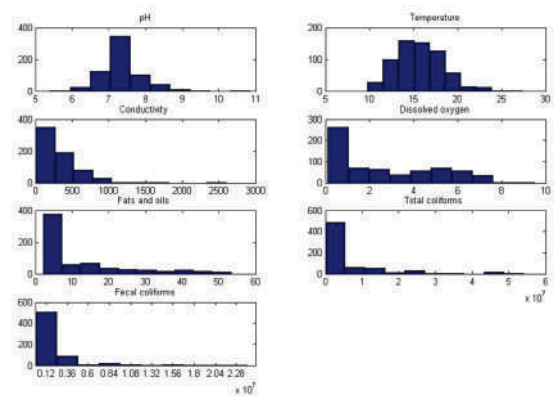 pH
400
200
0
5 6 7 8 9 10 11
Temperature
200
100
0
5 10 15 20 25 30
Conductivity
400
200
0
0 500 1000 1500 2000 2500 3000
Dissolved oxygen
300
200
0
0 2 4 6 8 10
Fats and oils
400
200
0
0 10 20 30 40 50 60
Total coliforms
600
400
200
0
0 1 2 3 4 5 6
x 10^7
Fecal coliforms
600
400
200
0
0.12 0.36 0.6 0.84 1.08 1.32 1.56 1.8 2.04 2.28
x 10^7